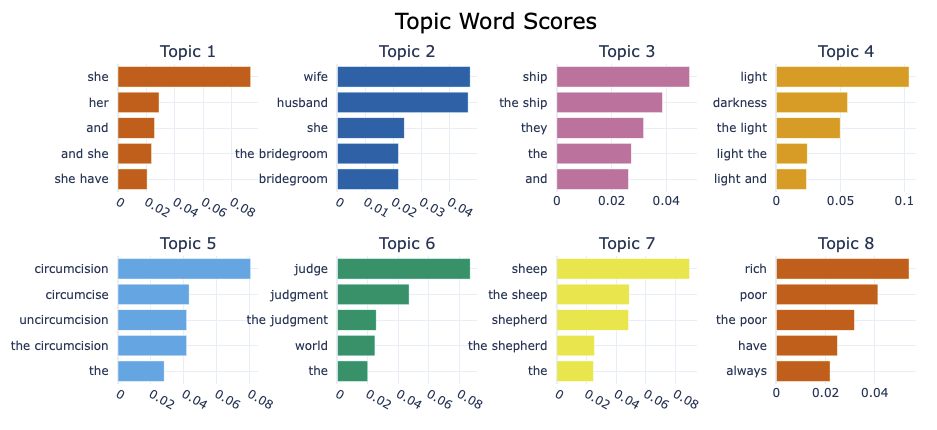 Topic Word Scores
Topic 1
she
her
and
and she
she have
0 0.02 0.04 0.06 0.08
Topic 2
wife
husband
she
the bridegroom
bridegroom
0 0.01 0.02 0.03 0.04
Topic 3
ship
the ship
they
the
and
0 0.02 0.04
Topic 4
light
darkness
the light
light the
light and
0 0.05 0.1
Topic 5
circumcision
circumcise
uncircumcision
the circumcision
the
0 0.02 0.04 0.06 0.08
Topic 6
judge
judgment
the judgment
world
the
0 0.02 0.04 0.06 0.08
Topic 7
sheep
the sheep
shepherd
the shepherd
the
0 0.02 0.04 0.06 0.08
Topic 8
rich
poor
the poor
have
always
0 0.02 0.04